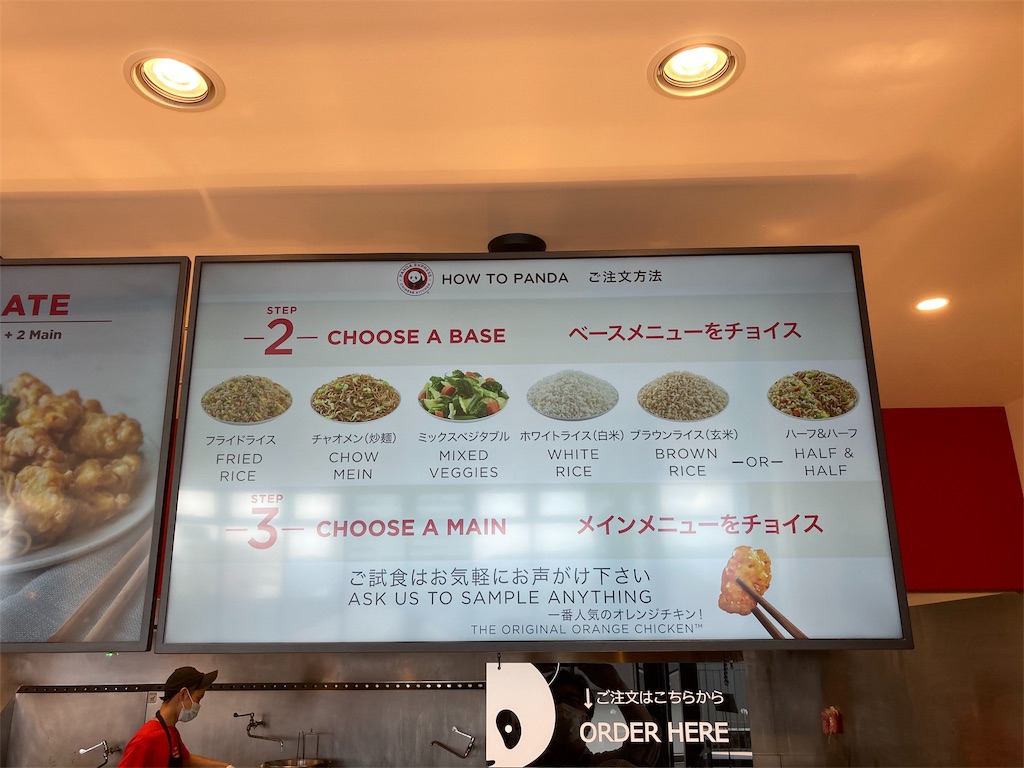 ATE
+ 2 Main
HOW TO PANDA ご注文方法
STEP
2
CHOOSE A BASE ベースメニューをチョイス
フライドライス
FRIED
RICE
チャオメン(炒麺)
CHOW
MEIN
ミックスベジタブル
MIXED
VEGGIES
ホワイトライス(白米)
WHITE
RICE
ブラウンライス(玄米)
BROWN
RICE
—OR—
ハーフ&ハーフ
HALF &
HALF
STEP
3
CHOOSE A MAIN メインメニューをチョイス
ご試食はお気軽にお声がけ下さい
ASK US TO SAMPLE ANYTHING
一番人気のオレンジチキン!
THE ORIGINAL ORANGE CHICKEN™
↓ご注文はこちらから
ORDER HERE